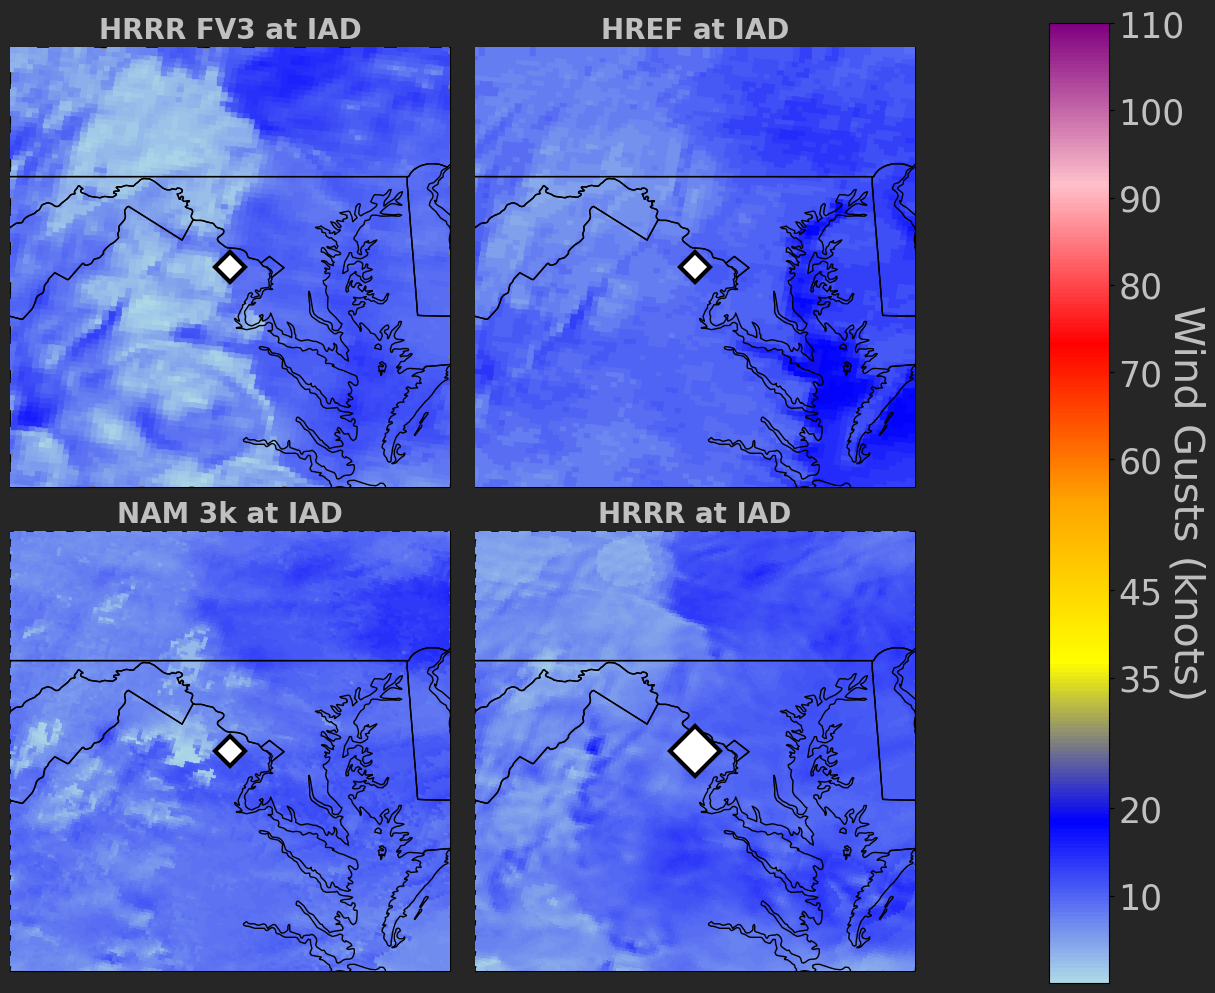 HRRR FV3 at IAD
HREF at IAD
NAM 3k at IAD
HRRR at IAD
110
100
90
80
70
60
45
35
20
10
Wind Gusts (knots)